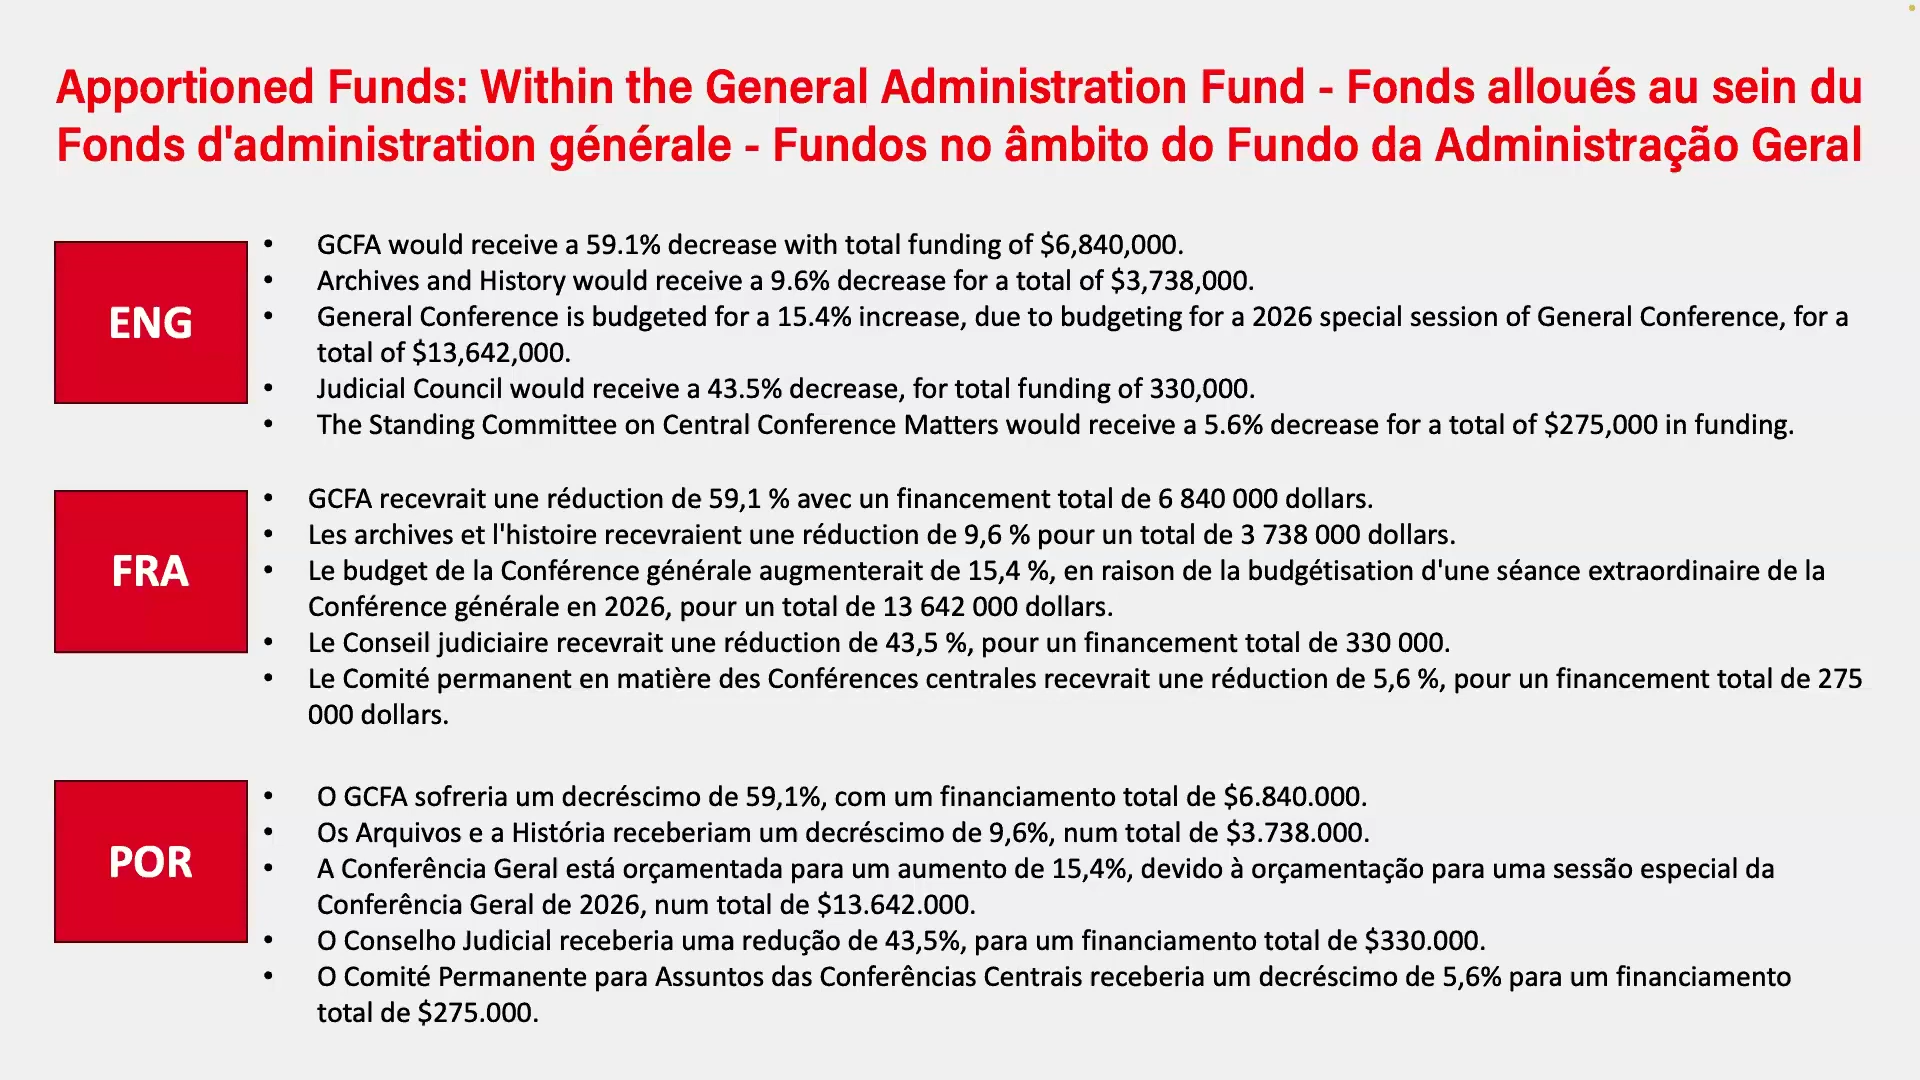 Apportioned Funds: Within the General Administration Fund - Fonds alloués au sein du
Fonds d'administration générale - Fundos no âmbito do Fundo da Administração Geral
ENG
• GCFA would receive a 59.1% decrease with total funding of $6,840,000.
• Archives and History would receive a 9.6% decrease for a total of $3,738,000.
• General Conference is budgeted for a 15.4% increase, due to budgeting for a 2026 special session of General Conference, for a
total of $13,642,000.
• Judicial Council would receive a 43.5% decrease, for total funding of 330,000.
• The Standing Committee on Central Conference Matters would receive a 5.6% decrease for a total of $275,000 in funding.
FRA
• GCFA recevrait une réduction de 59,1 % avec un financement total de 6 840 000 dollars.
• Les archives et l'histoire recevraient une réduction de 9,6 % pour un total de 3 738 000 dollars.
• Le budget de la Conférence générale augmenterait de 15,4 %, en raison de la budgétisation d'une séance extraordinaire de la
Conférence générale en 2026, pour un total de 13 642 000 dollars.
• Le Conseil judiciaire recevrait une réduction de 43,5 %, pour un financement total de 330 000.
• Le Comité permanent en matière des Conférences centrales recevrait une réduction de 5,6 %, pour un financement total de 275
000 dollars.
POR
• O GCFA sofreria um decréscimo de 59,1%, com um financiamento total de $6.840.000.
• Os Arquivos e a História receberiam um decréscimo de 9,6%, num total de $3.738.000.
• A Conferência Geral está orçamentada para um aumento de 15,4%, devido à orçamentação para uma sessão especial da
Conferência Geral de 2026, num total de $13.642.000.
• O Conselho Judicial receberia uma redução de 43,5%, para um financiamento total de $330.000.
• O Comité Permanente para Assuntos das Conferências Centrais receberia um decréscimo de 5,6% para um financiamento
total de $275.000.